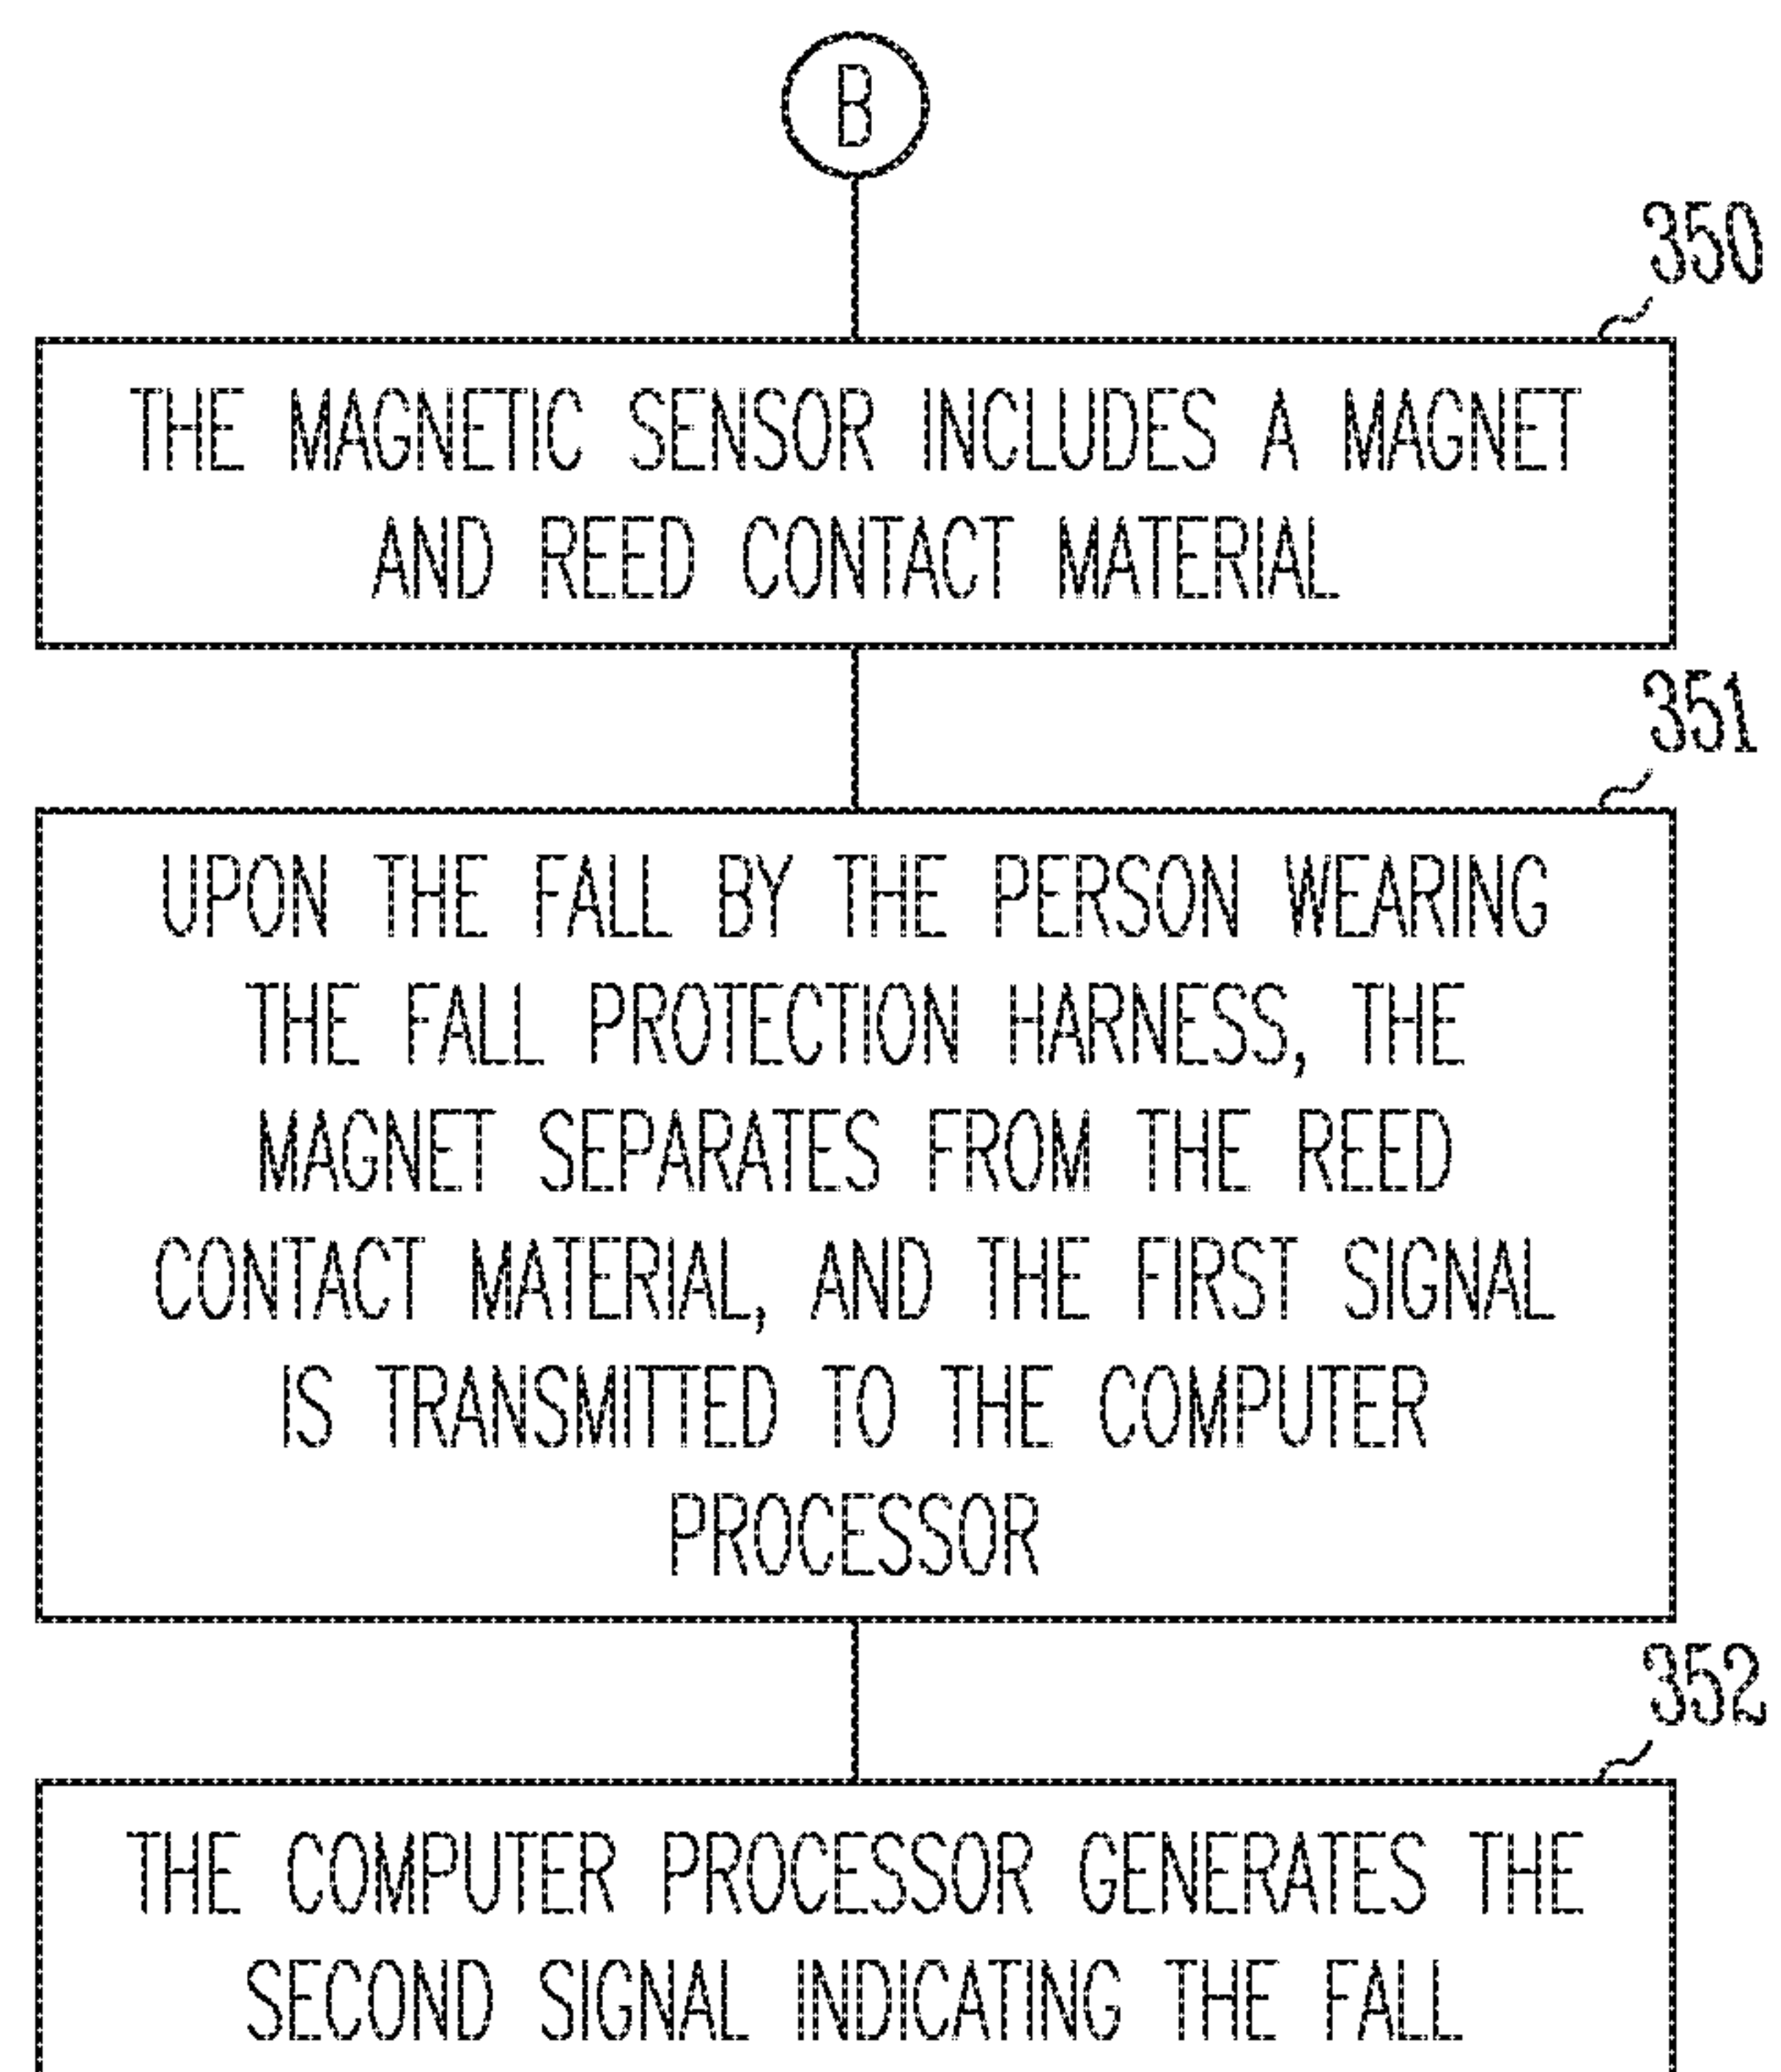 B
350
THE MAGNETIC SENSOR INCLUDES A MAGNET
AND REED CONTACT MATERIAL
351
UPON THE FALL BY THE PERSON WEARING
THE FALL PROTECTION HARNESS, THE
MAGNET SEPARATES FROM THE REED
CONTACT MATERIAL, AND THE FIRST SIGNAL
IS TRANSMITTED TO THE COMPUTER
PROCESSOR
352
THE COMPUTER PROCESSOR GENERATES THE
SECOND SIGNAL INDICATING THE FALL